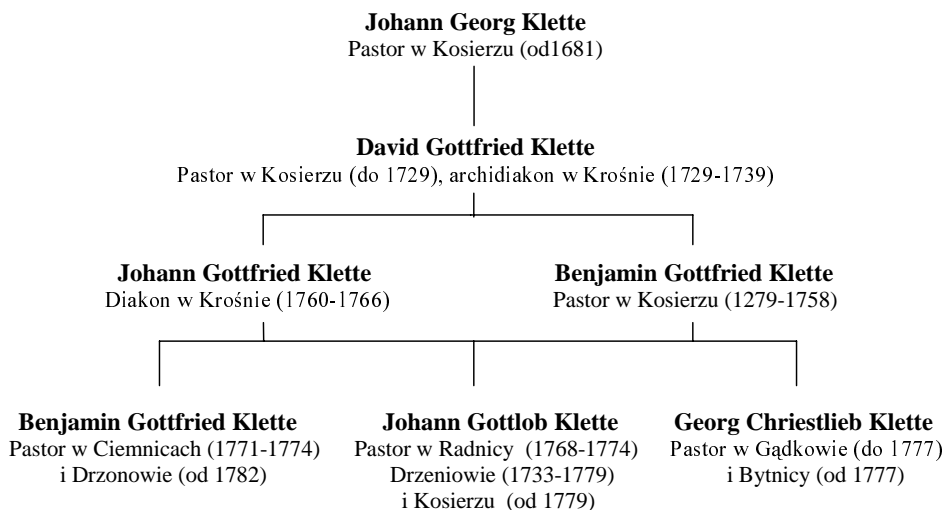 Johann Georg Klette
Pastor w Kosierzu (od1681)
David Gottfried Klette
Pastor w Kosierzu (do 1729), archidiakon w Krośnie (1729-1739)
Johann Gottfried Klette
Diakon w Krośnie (1760-1766)
Benjamin Gottfried Klette
Pastor w Kosierzu (1279-1758)
Benjamin Gottfried Klette
Pastor w Ciemnicach (1771-1774)
i Drzonowie (od 1782)
Johann Gottlob Klette
Pastor w Radnicy (1768-1774)
Drzeniowie (1733-1779)
i Kosierzu (od 1779)
Georg Chriestlieb Klette
Pastor w Gądkowie (do 1777)
i Bytnicy (od 1777)